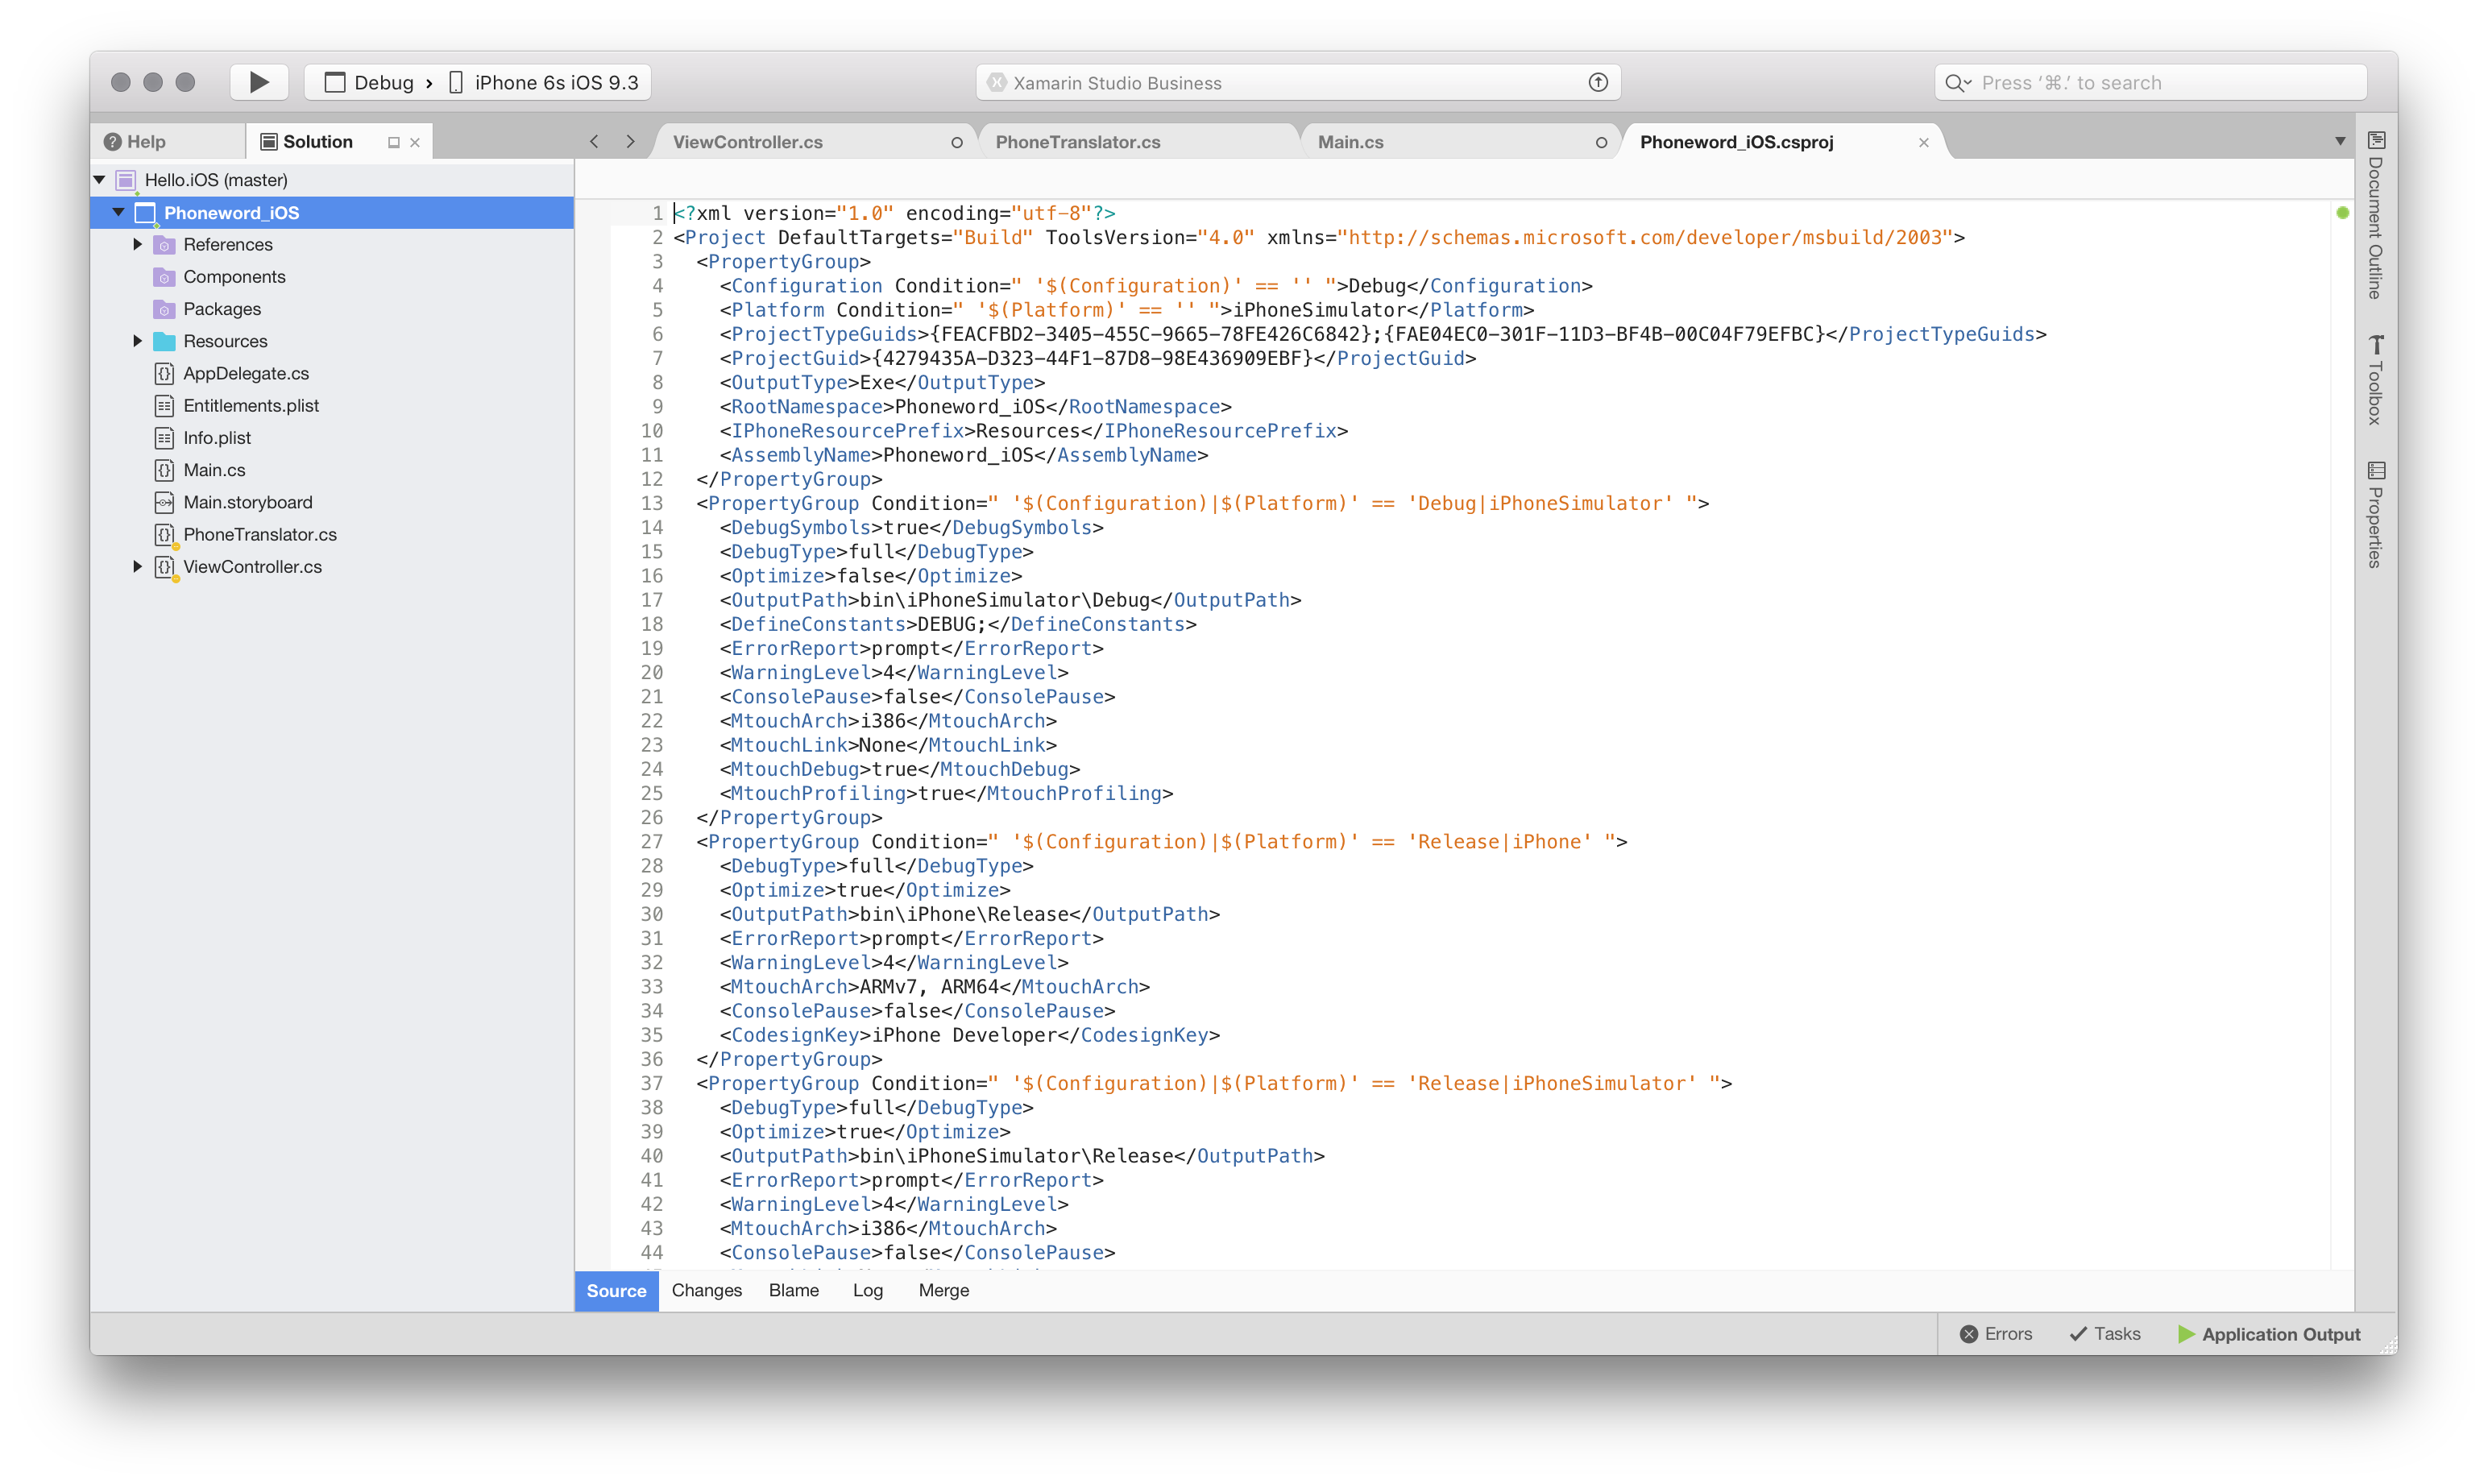 Debug › iPhone 6s iOS 9.3
Xamarin Studio Business
Press ‘⌘.’ to search
Help
Solution
ViewController.cs
PhoneTranslator.cs
Main.cs
Phoneword_iOS.csproj
Hello.iOS (master)
Phoneword_iOS
References
Components
Packages
Resources
AppDelegate.cs
Entitlements.plist
Info.plist
Main.cs
Main.storyboard
PhoneTranslator.cs
ViewController.cs
1 <?xml version="1.0" encoding="utf-8"?>
2 <Project DefaultTargets="Build" ToolsVersion="4.0" xmlns="http://schemas.microsoft.com/developer/msbuild/2003">
3   <PropertyGroup>
4     <Configuration Condition=" '$(Configuration)' == '' ">Debug</Configuration>
5     <Platform Condition=" '$(Platform)' == '' ">iPhoneSimulator</Platform>
6     <ProjectTypeGuids>{FEACFBD2-3405-455C-9665-78FE426C6842};{FAE04EC0-301F-11D3-BF4B-00C04F79EFBC}</ProjectTypeGuids>
7     <ProjectGuid>{4279435A-D323-44F1-87D8-98E436909EBF}</ProjectGuid>
8     <OutputType>Exe</OutputType>
9     <RootNamespace>Phoneword_iOS</RootNamespace>
10     <IPhoneResourcePrefix>Resources</IPhoneResourcePrefix>
11     <AssemblyName>Phoneword_iOS</AssemblyName>
12   </PropertyGroup>
13   <PropertyGroup Condition=" '$(Configuration)|$(Platform)' == 'Debug|iPhoneSimulator' ">
14     <DebugSymbols>true</DebugSymbols>
15     <DebugType>full</DebugType>
16     <Optimize>false</Optimize>
17     <OutputPath>bin\iPhoneSimulator\Debug</OutputPath>
18     <DefineConstants>DEBUG;</DefineConstants>
19     <ErrorReport>prompt</ErrorReport>
20     <WarningLevel>4</WarningLevel>
21     <ConsolePause>false</ConsolePause>
22     <MtouchArch>i386</MtouchArch>
23     <MtouchLink>None</MtouchLink>
24     <MtouchDebug>true</MtouchDebug>
25     <MtouchProfiling>true</MtouchProfiling>
26   </PropertyGroup>
27   <PropertyGroup Condition=" '$(Configuration)|$(Platform)' == 'Release|iPhone' ">
28     <DebugType>full</DebugType>
29     <Optimize>true</Optimize>
30     <OutputPath>bin\iPhone\Release</OutputPath>
31     <ErrorReport>prompt</ErrorReport>
32     <WarningLevel>4</WarningLevel>
33     <MtouchArch>ARMv7, ARM64</MtouchArch>
34     <ConsolePause>false</ConsolePause>
35     <CodesignKey>iPhone Developer</CodesignKey>
36   </PropertyGroup>
37   <PropertyGroup Condition=" '$(Configuration)|$(Platform)' == 'Release|iPhoneSimulator' ">
38     <DebugType>full</DebugType>
39     <Optimize>true</Optimize>
40     <OutputPath>bin\iPhoneSimulator\Release</OutputPath>
41     <ErrorReport>prompt</ErrorReport>
42     <WarningLevel>4</WarningLevel>
43     <MtouchArch>i386</MtouchArch>
44     <ConsolePause>false</ConsolePause>
Source Changes Blame Log Merge
Document Outline
Toolbox
Properties
Errors Tasks Application Output